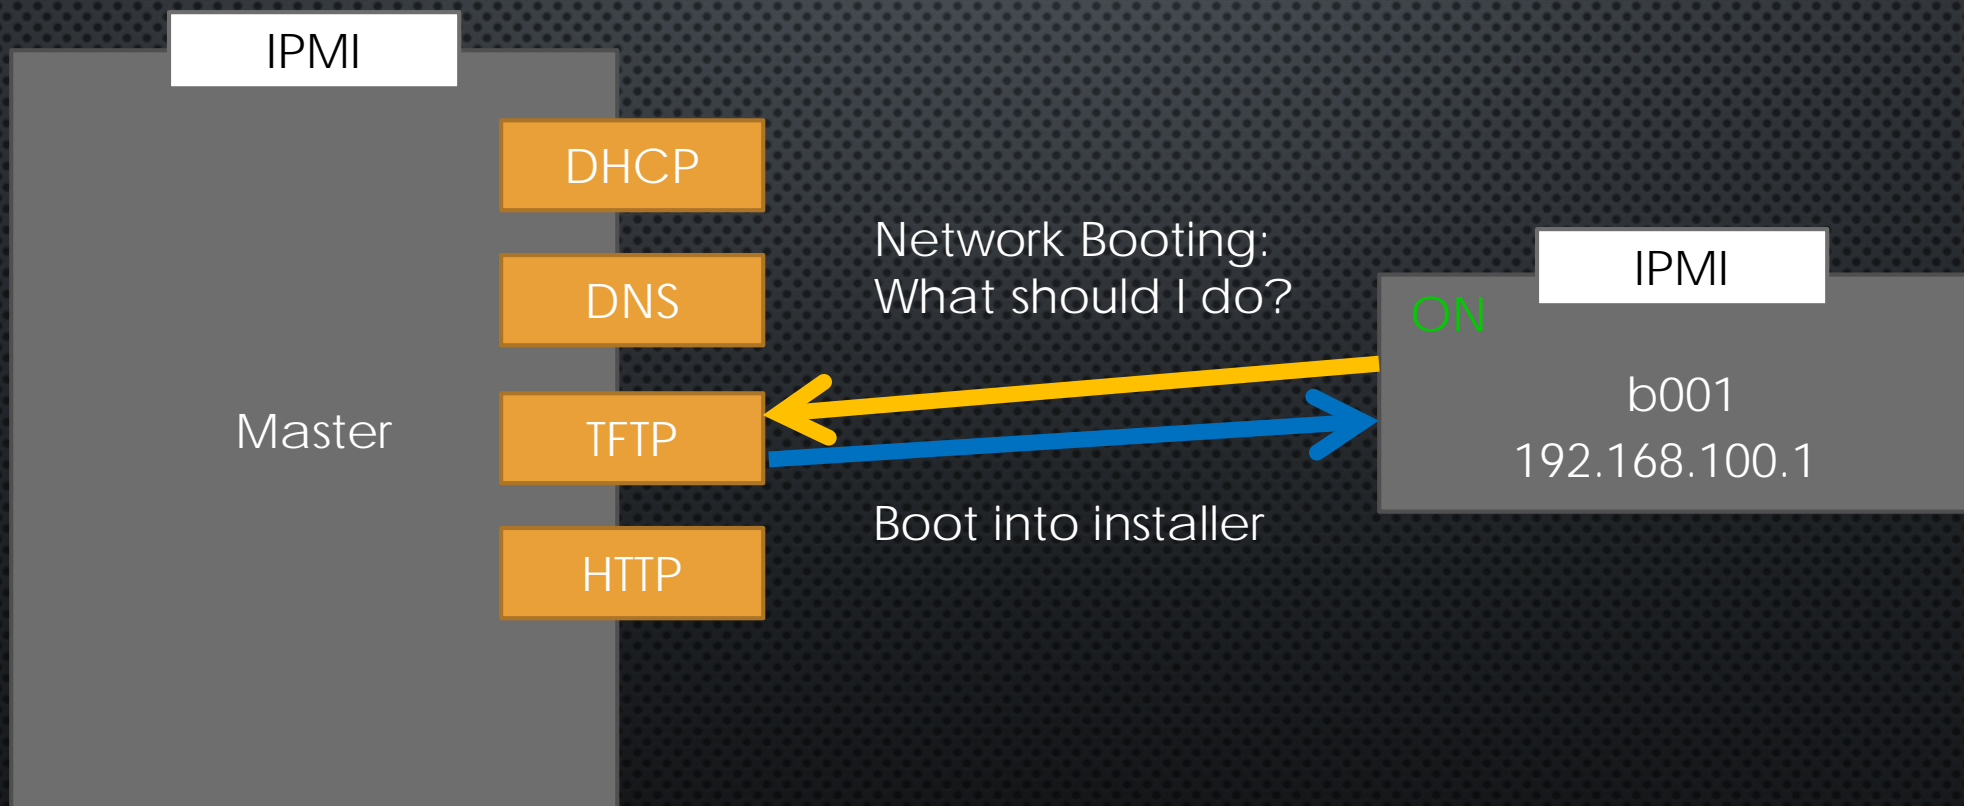 IPMI
DHCP
DNS
TFTP
HTTP
Master
Network Booting:
What should I do?
Boot into installer
IPMI
ON
b001
192.168.100.1